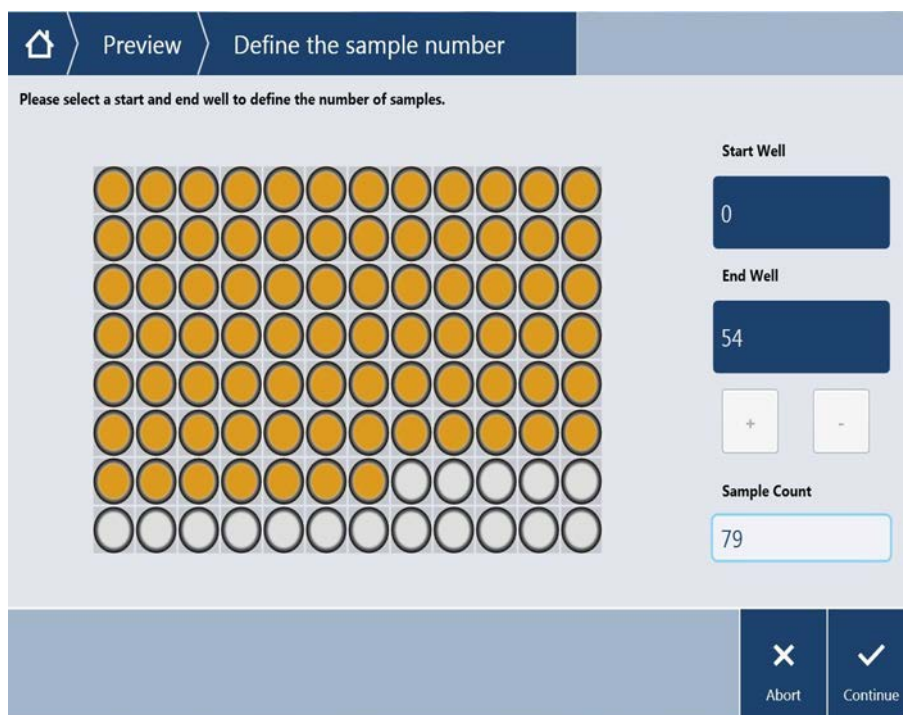 Preview
Define the sample number
Please select a start and end well to define the number of samples.
Start Well
0
End Well
54
+
-
Sample Count
79
Abort
Continue